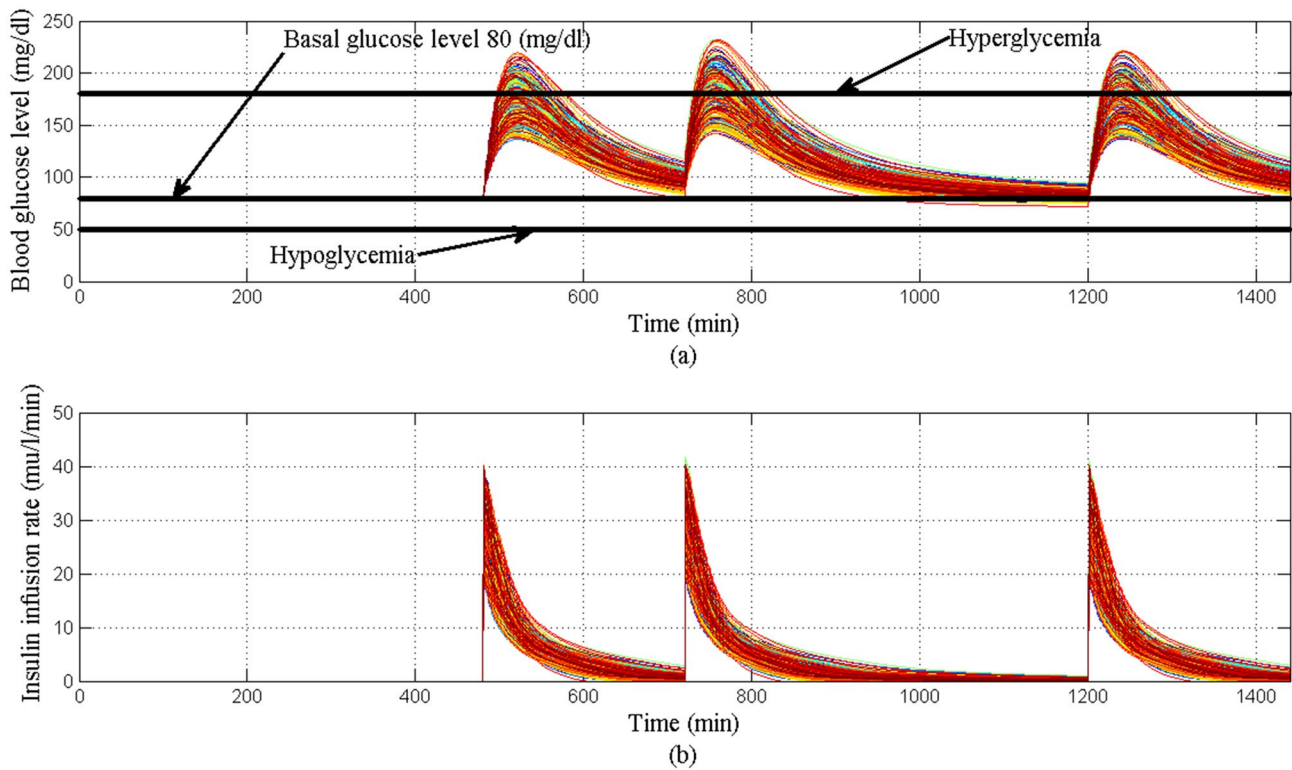 250
Basal glucose level 80 (mg/dl)
Hyperglycemia
200
150
100
50
Hypoglycemia
0
Blood glucose level (mg/dl)
0 200 400 600 800 1000 1200 1400
Time (min)
(a)
50
40
30
20
10
0
Insulin infusion rate (mu/l/min)
0 200 400 600 800 1000 1200 1400
Time (min)
(b)